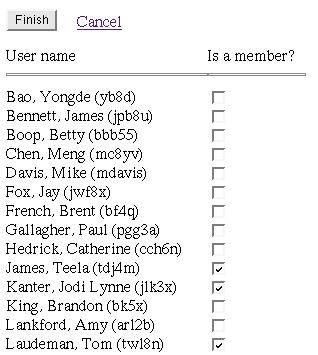 Finish Cancel
User name Is a member?
Bao, Yongde (yb8d)
Bennett, James (jpb8u)
Boop, Betty (bbb55)
Chen, Meng (mc8yv)
Davis, Mike (mdavis)
Fox, Jay (jwf8x)
French, Brent (bf4q)
Gallagher, Paul (pgg3a)
Hedrick, Catherine (cch6n)
James, Teela (tdj4m)
Kanter, Jodi Lynne (jlk3x)
King, Brandon (bk5x)
Lankford, Amy (arl2b)
Laudeman, Tom (twl8n)